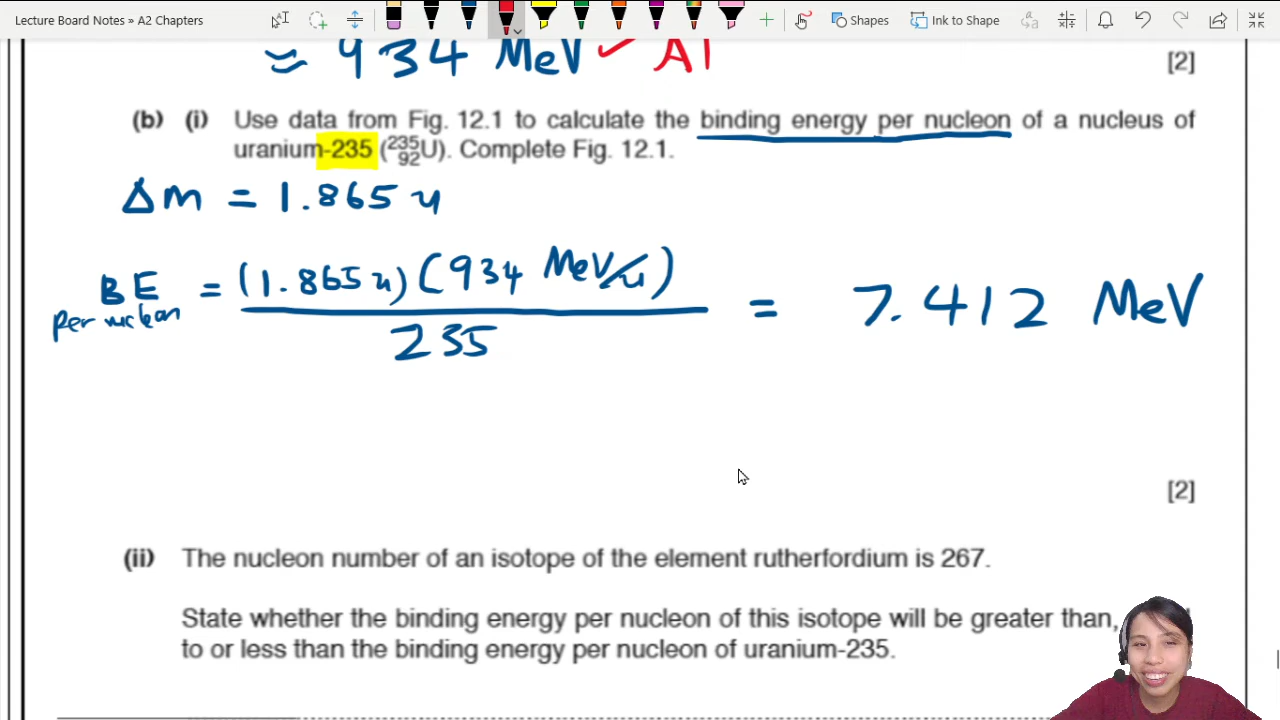 Lecture Board Notes » A2 Chapters
Shapes
Ink to Shape
≈ 934 MeV ✓ A1
[2]
(b) (i) Use data from Fig. 12.1 to calculate the binding energy per nucleon of a nucleus of
uranium-235 (²³⁵₉₂U). Complete Fig. 12.1.
Δm = 1.865 u
BE per nucleon = (1.865 u)(934 MeV/u) / 235 = 7.412 MeV
[2]
(ii) The nucleon number of an isotope of the element rutherfordium is 267.
State whether the binding energy per nucleon of this isotope will be greater than,
to or less than the binding energy per nucleon of uranium-235.